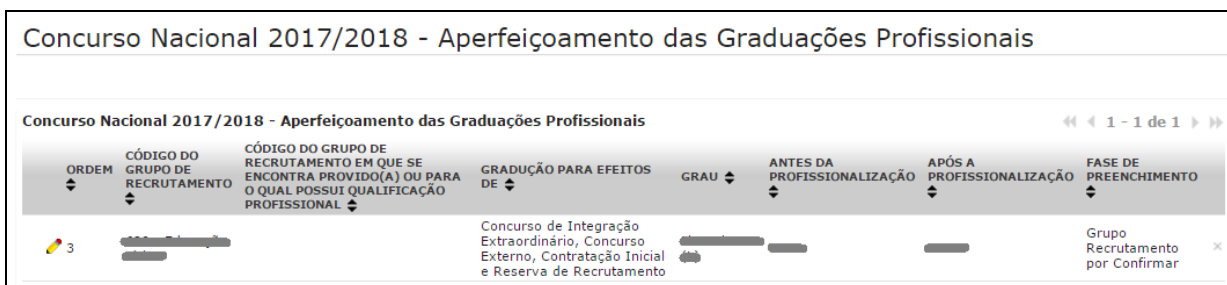 Concurso Nacional 2017/2018 - Aperfeiçoamento das Graduações Profissionais
Concurso Nacional 2017/2018 - Aperfeiçoamento das Graduações Profissionais
1 - 1 de 1
ORDEM
CÓDIGO DO
GRUPO DE
RECRUTAMENTO
CÓDIGO DO GRUPO DE
RECRUTAMENTO EM QUE SE
ENCONTRA PROVIDO(A) OU PARA
O QUAL POSSUI QUALIFICAÇÃO
PROFISSIONAL
GRADUÇÃO PARA EFEITOS
DE
GRAU
ANTES DA
PROFISSIONALIZAÇÃO
APÓS A
PROFISSIONALIZAÇÃO
FASE DE
PREENCHIMENTO
3
Concurso de Integração
Extraordinário, Concurso
Externo, Contratação Inicial
e Reserva de Recrutamento
Grupo
Recrutamento
por Confirmar